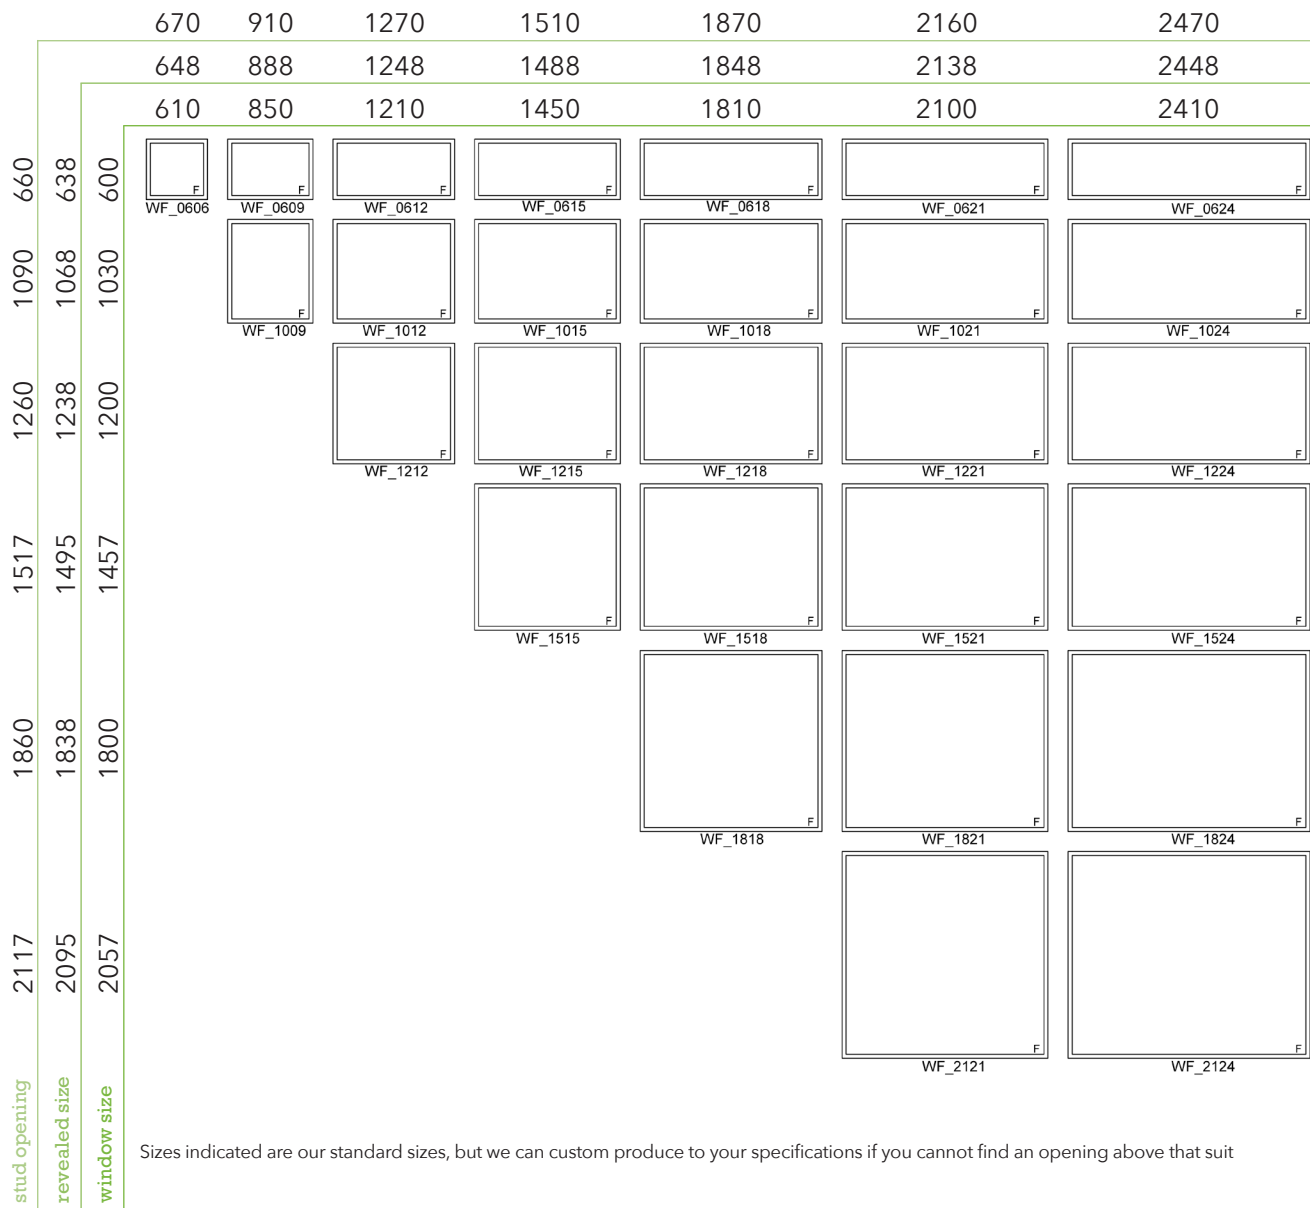 670 910 1270 1510 1870 2160 2470
648 888 1248 1488 1848 2138 2448
610 850 1210 1450 1810 2100 2410
660 638 600
F F F F F F F
WF_0606 WF_0609 WF_0612 WF_0615 WF_0618 WF_0621 WF_0624
1090 1068 1030
F F F F F F
WF_1009 WF_1012 WF_1015 WF_1018 WF_1021 WF_1024
1260 1238 1200
F F F F F
WF_1212 WF_1215 WF_1218 WF_1221 WF_1224
1517 1495 1457
F F F F
WF_1515 WF_1518 WF_1521 WF_1524
1860 1838 1800
F F F
WF_1818 WF_1821 WF_1824
2117 2095 2057
F F
WF_2121 WF_2124
stud opening
revealed size
window size
Sizes indicated are our standard sizes, but we can custom produce to your specifications if you cannot find an opening above that suit